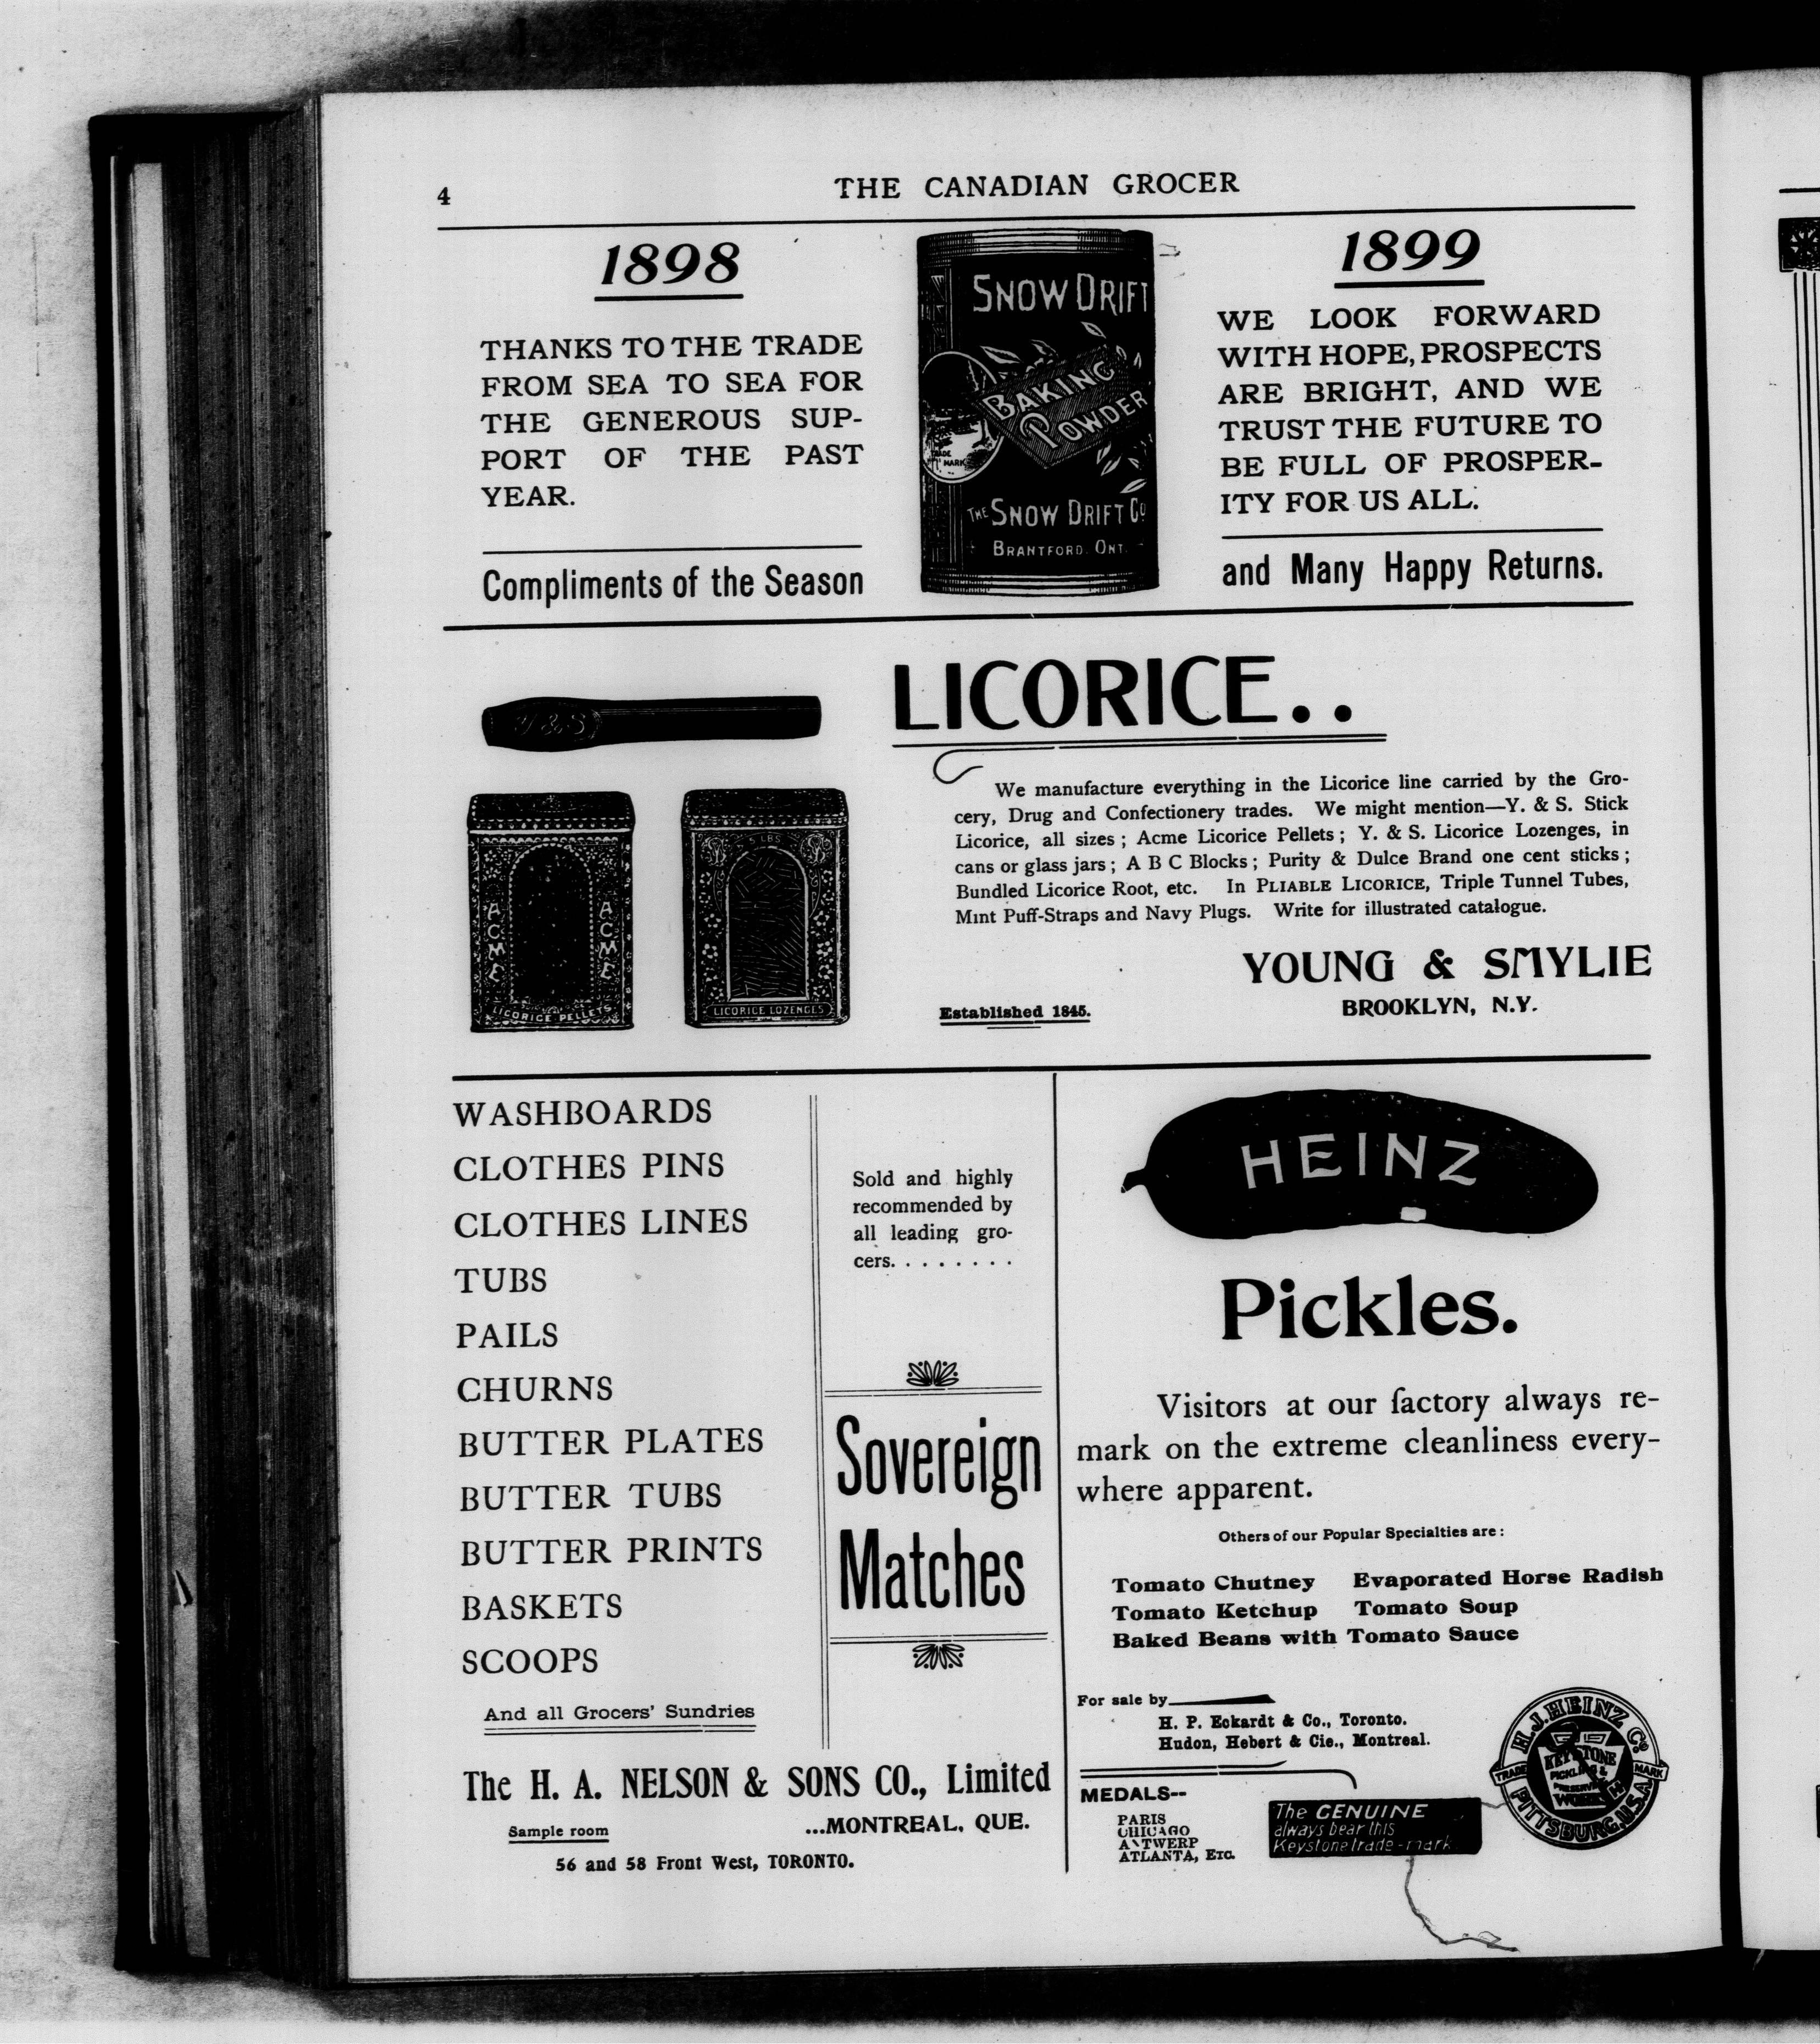 4
THE CANADIAN GROCER
1898
THANKS TO THE TRADE
FROM SEA TO SEA FOR
THE GENEROUS SUP-
PORT OF THE PAST
YEAR.
Compliments of the Season
SNOW DRIFT
BAKING
POWDER
TRADE
MARK
THE SNOW DRIFT CO
BRANTFORD. ONT.
1899
WE LOOK FORWARD
WITH HOPE, PROSPECTS
ARE BRIGHT, AND WE
TRUST THE FUTURE TO
BE FULL OF PROSPER-
ITY FOR US ALL.
and Many Happy Returns.
Y & S
ACME
ACME
LICORICE PELLETS
5 LBS
LICORICE LOZENGES
LICORICE..
We manufacture everything in the Licorice line carried by the Gro-
cery, Drug and Confectionery trades. We might mention—Y. & S. Stick
Licorice, all sizes; Acme Licorice Pellets; Y. & S. Licorice Lozenges, in
cans or glass jars; A B C Blocks; Purity & Dulce Brand one cent sticks;
Bundled Licorice Root, etc. In PLIABLE LICORICE, Triple Tunnel Tubes,
Mint Puff-Straps and Navy Plugs. Write for illustrated catalogue.
YOUNG & SMYLIE
BROOKLYN, N.Y.
Established 1845.
WASHBOARDS
CLOTHES PINS
CLOTHES LINES
TUBS
PAILS
CHURNS
BUTTER PLATES
BUTTER TUBS
BUTTER PRINTS
BASKETS
SCOOPS
And all Grocers' Sundries
Sold and highly
recommended by
all leading gro-
cers. . . . . . . .
Sovereign
Matches
The H. A. NELSON & SONS CO., Limited
...MONTREAL, QUE.
Sample room
56 and 58 Front West, TORONTO.
HEINZ
Pickles.
Visitors at our factory always re-
mark on the extreme cleanliness every-
where apparent.
Others of our Popular Specialties are:
Tomato Chutney Evaporated Horse Radish
Tomato Ketchup Tomato Soup
Baked Beans with Tomato Sauce
For sale by
H. P. Eckardt & Co., Toronto.
Hudon, Hebert & Cie., Montreal.
MEDALS--
PARIS
CHICAGO
ANTWERP
ATLANTA, ETC.
The GENUINE
always bear this
Keystone trade-mark
H.J. HEINZ Co.
KEYSTONE
PICKLING &
PRESERVING
WORKS
TRADE
MARK
PITTSBURG, U.S.A.